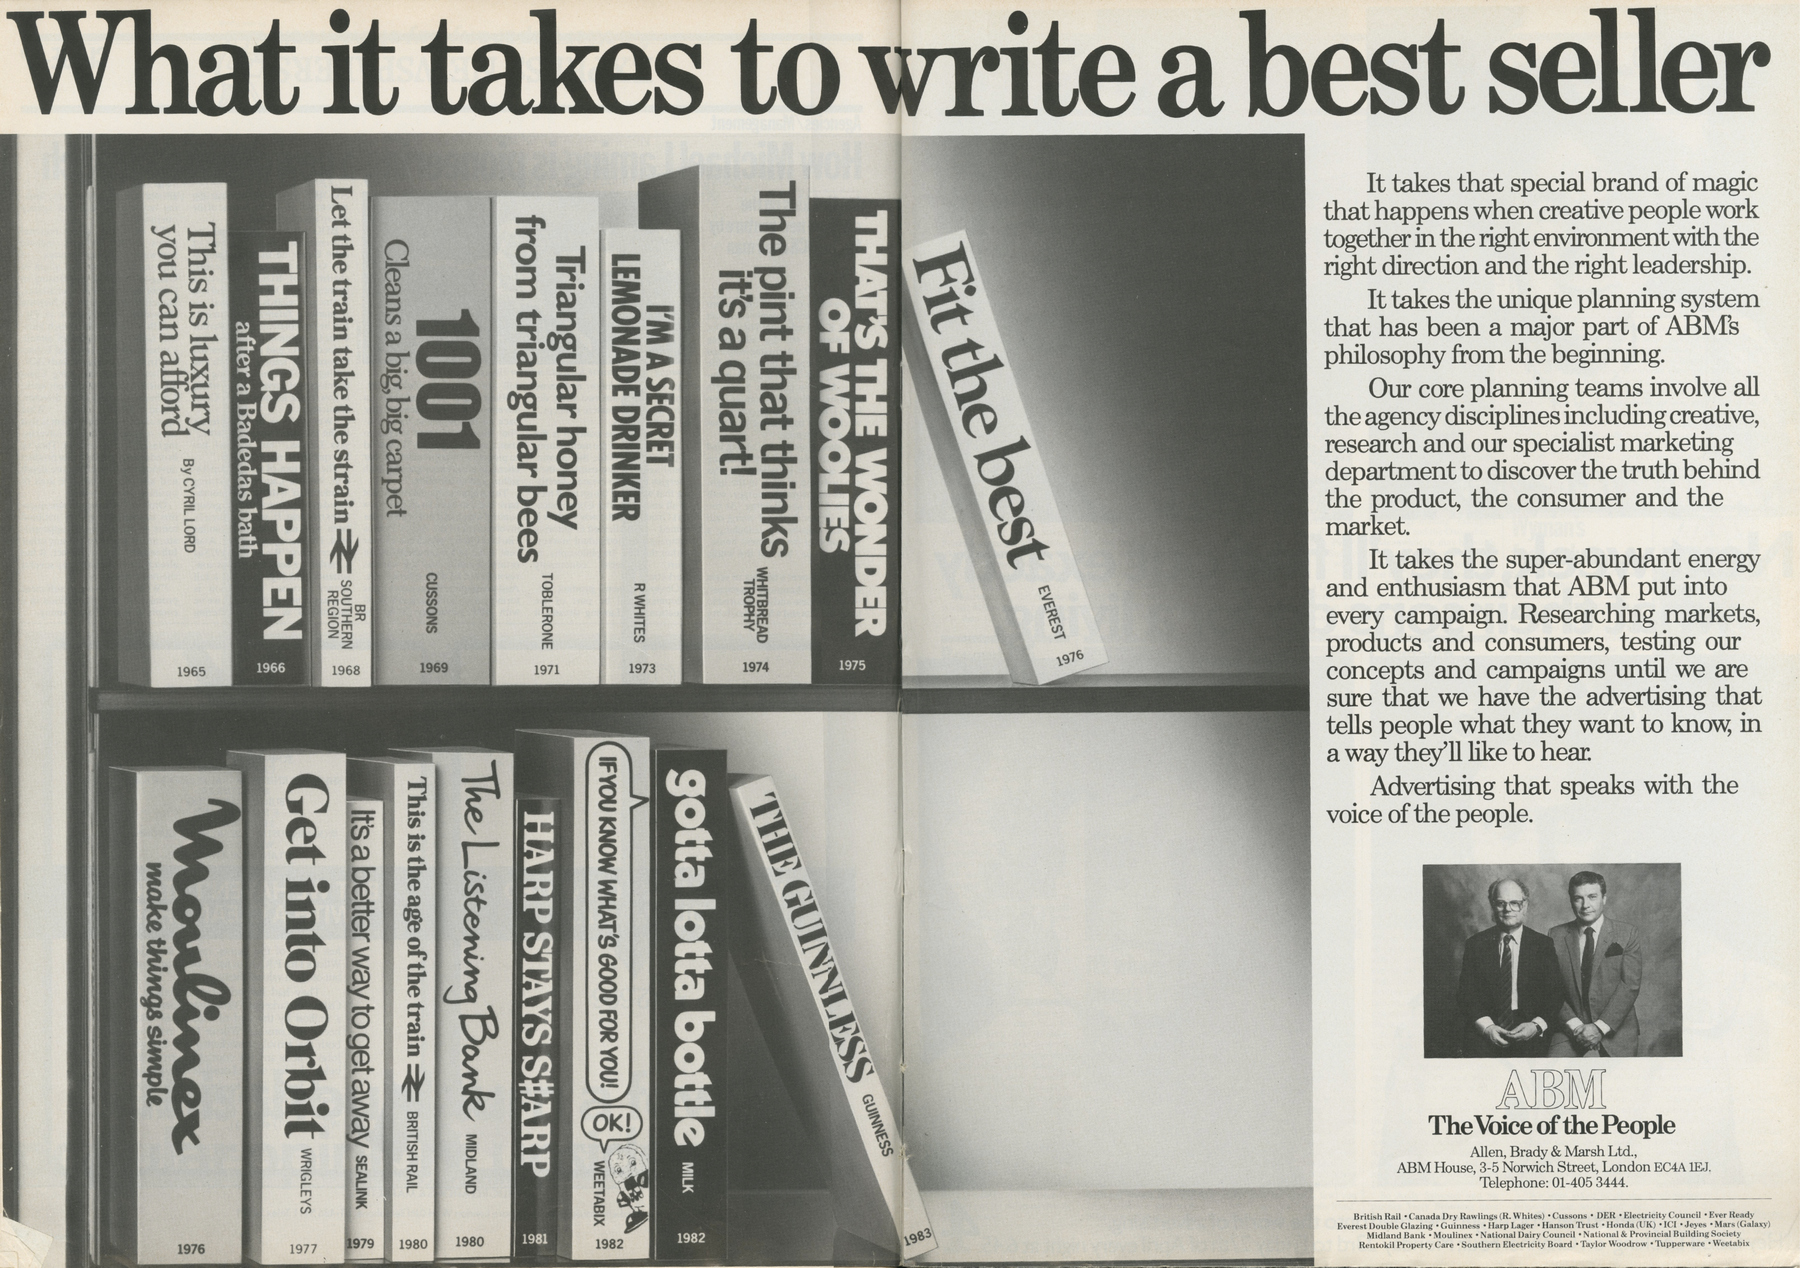 What it takes to write a best seller
This is luxury
you can afford
By CYRIL LORD
1965
THINGS HAPPEN
after a Badedas bath
1966
Let the train take the strain
BR
SOUTHERN
REGION
1968
1001
Cleans a big, big carpet
CUSSONS
1969
Triangular honey
from triangular bees
TOBLERONE
1971
I'M A SECRET
LEMONADE DRINKER
R WHITES
1973
The pint that thinks
it's a quart!
WHITBREAD
TROPHY
1974
THAT'S THE WONDER
OF WOOLIES
1975
Fit the best
EVEREST
1976
Moulinex
make things simple
1976
Get into Orbit
WRIGLEY'S
1977
It's a better way to get away
SEALINK
1979
This is the age of the train
BRITISH RAIL
1980
The Listening Bank
MIDLAND
1980
HARP STAYS S#ARP
1981
IF YOU KNOW WHAT'S GOOD FOR YOU!
OK!
WEETABIX
1982
gotta lotta bottle
MILK
1982
THE GUINNLESS
GUINNESS
1983
It takes that special brand of magic
that happens when creative people work
together in the right environment with the
right direction and the right leadership.
It takes the unique planning system
that has been a major part of ABM's
philosophy from the beginning.
Our core planning teams involve all
the agency disciplines including creative,
research and our specialist marketing
department to discover the truth behind
the product, the consumer and the
market.
It takes the super-abundant energy
and enthusiasm that ABM put into
every campaign. Researching markets,
products and consumers, testing our
concepts and campaigns until we are
sure that we have the advertising that
tells people what they want to know, in
a way they'll like to hear.
Advertising that speaks with the
voice of the people.
ABM
The Voice of the People
Allen, Brady & Marsh Ltd.,
ABM House, 3-5 Norwich Street, London EC4A 1EJ.
Telephone: 01-405 3444.
British Rail • Canada Dry Rawlings (R. Whites) • Cussons • DER • Electricity Council • Ever Ready
Everest Double Glazing • Guinness • Harp Lager • Hanson Trust • Honda (UK) • ICI • Jeyes • Mars (Galaxy)
Midland Bank • Moulinex • National Dairy Council • National & Provincial Building Society
Rentokil Property Care • Southern Electricity Board • Taylor Woodrow • Tupperware • Weetabix